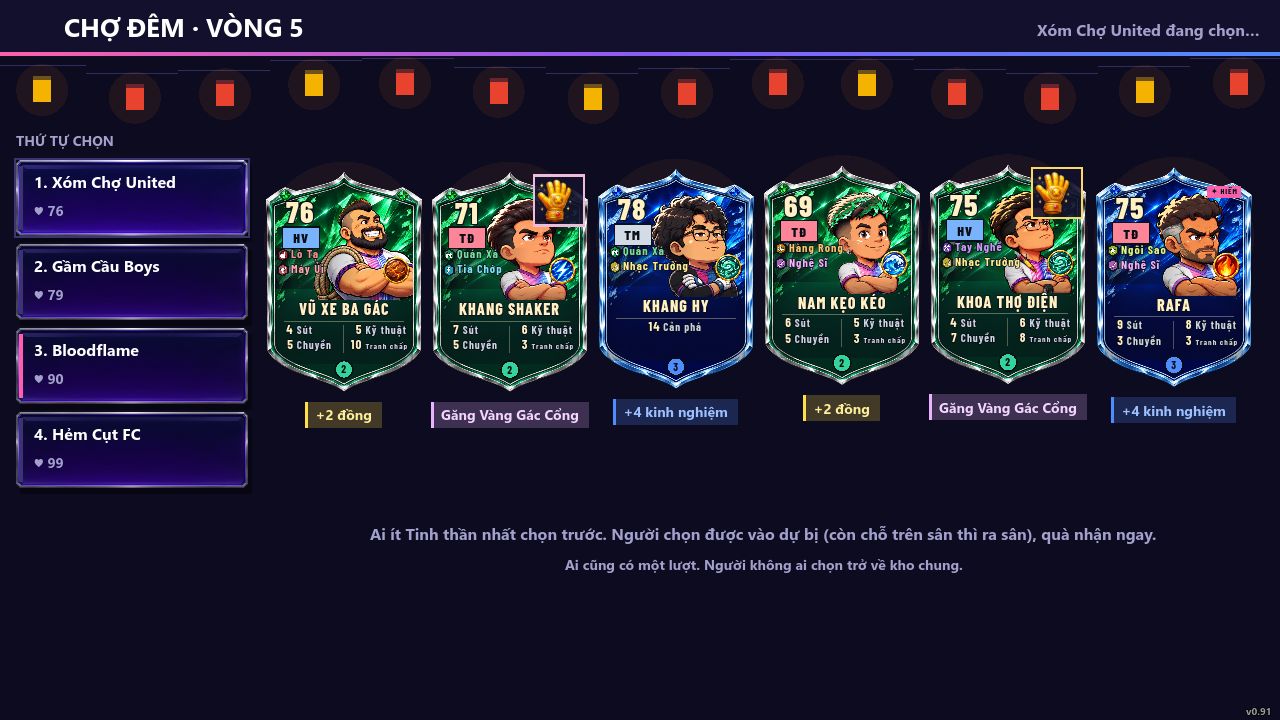 CHỢ ĐÊM · VÒNG 5
Xóm Chợ United đang chọn...
THỨ TỰ CHỌN
1. Xóm Chợ United
♥ 76
2. Gầm Cầu Boys
♥ 79
3. Bloodflame
♥ 90
4. Hẻm Cụt FC
♥ 99
76
HV
Lò Ta
Máy Ủi
VŨ XE BA GÁC
4 Sút 5 Kỹ thuật
5 Chuyền 10 Tranh chấp
2
+2 đồng
71
TĐ
Quán Xá
Tia Chớp
KHANG SHAKER
7 Sút 6 Kỹ thuật
5 Chuyền 3 Tranh chấp
2
Găng Vàng Gác Cổng
78
TM
Quán Xá
Nhạc Trưởng
KHANG HY
14 Cản phá
3
+4 kinh nghiệm
69
TĐ
Hàng Rong
Nghệ Sĩ
NAM KẸO KÉO
6 Sút 5 Kỹ thuật
5 Chuyền 3 Tranh chấp
2
+2 đồng
75
HV
Tay Nghề
Nhạc Trưởng
KHOA THỢ ĐIỆN
4 Sút 6 Kỹ thuật
7 Chuyền 8 Tranh chấp
2
Găng Vàng Gác Cổng
HIẾM
75
TĐ
Ngôi Sao
Nghệ Sĩ
RAFA
9 Sút 8 Kỹ thuật
3 Chuyền 3 Tranh chấp
3
+4 kinh nghiệm
Ai ít Tinh thần nhất chọn trước. Người chọn được vào dự bị (còn chỗ trên sân thì ra sân), quà nhận ngay.
Ai cũng có một lượt. Người không ai chọn trở về kho chung.
v0.91